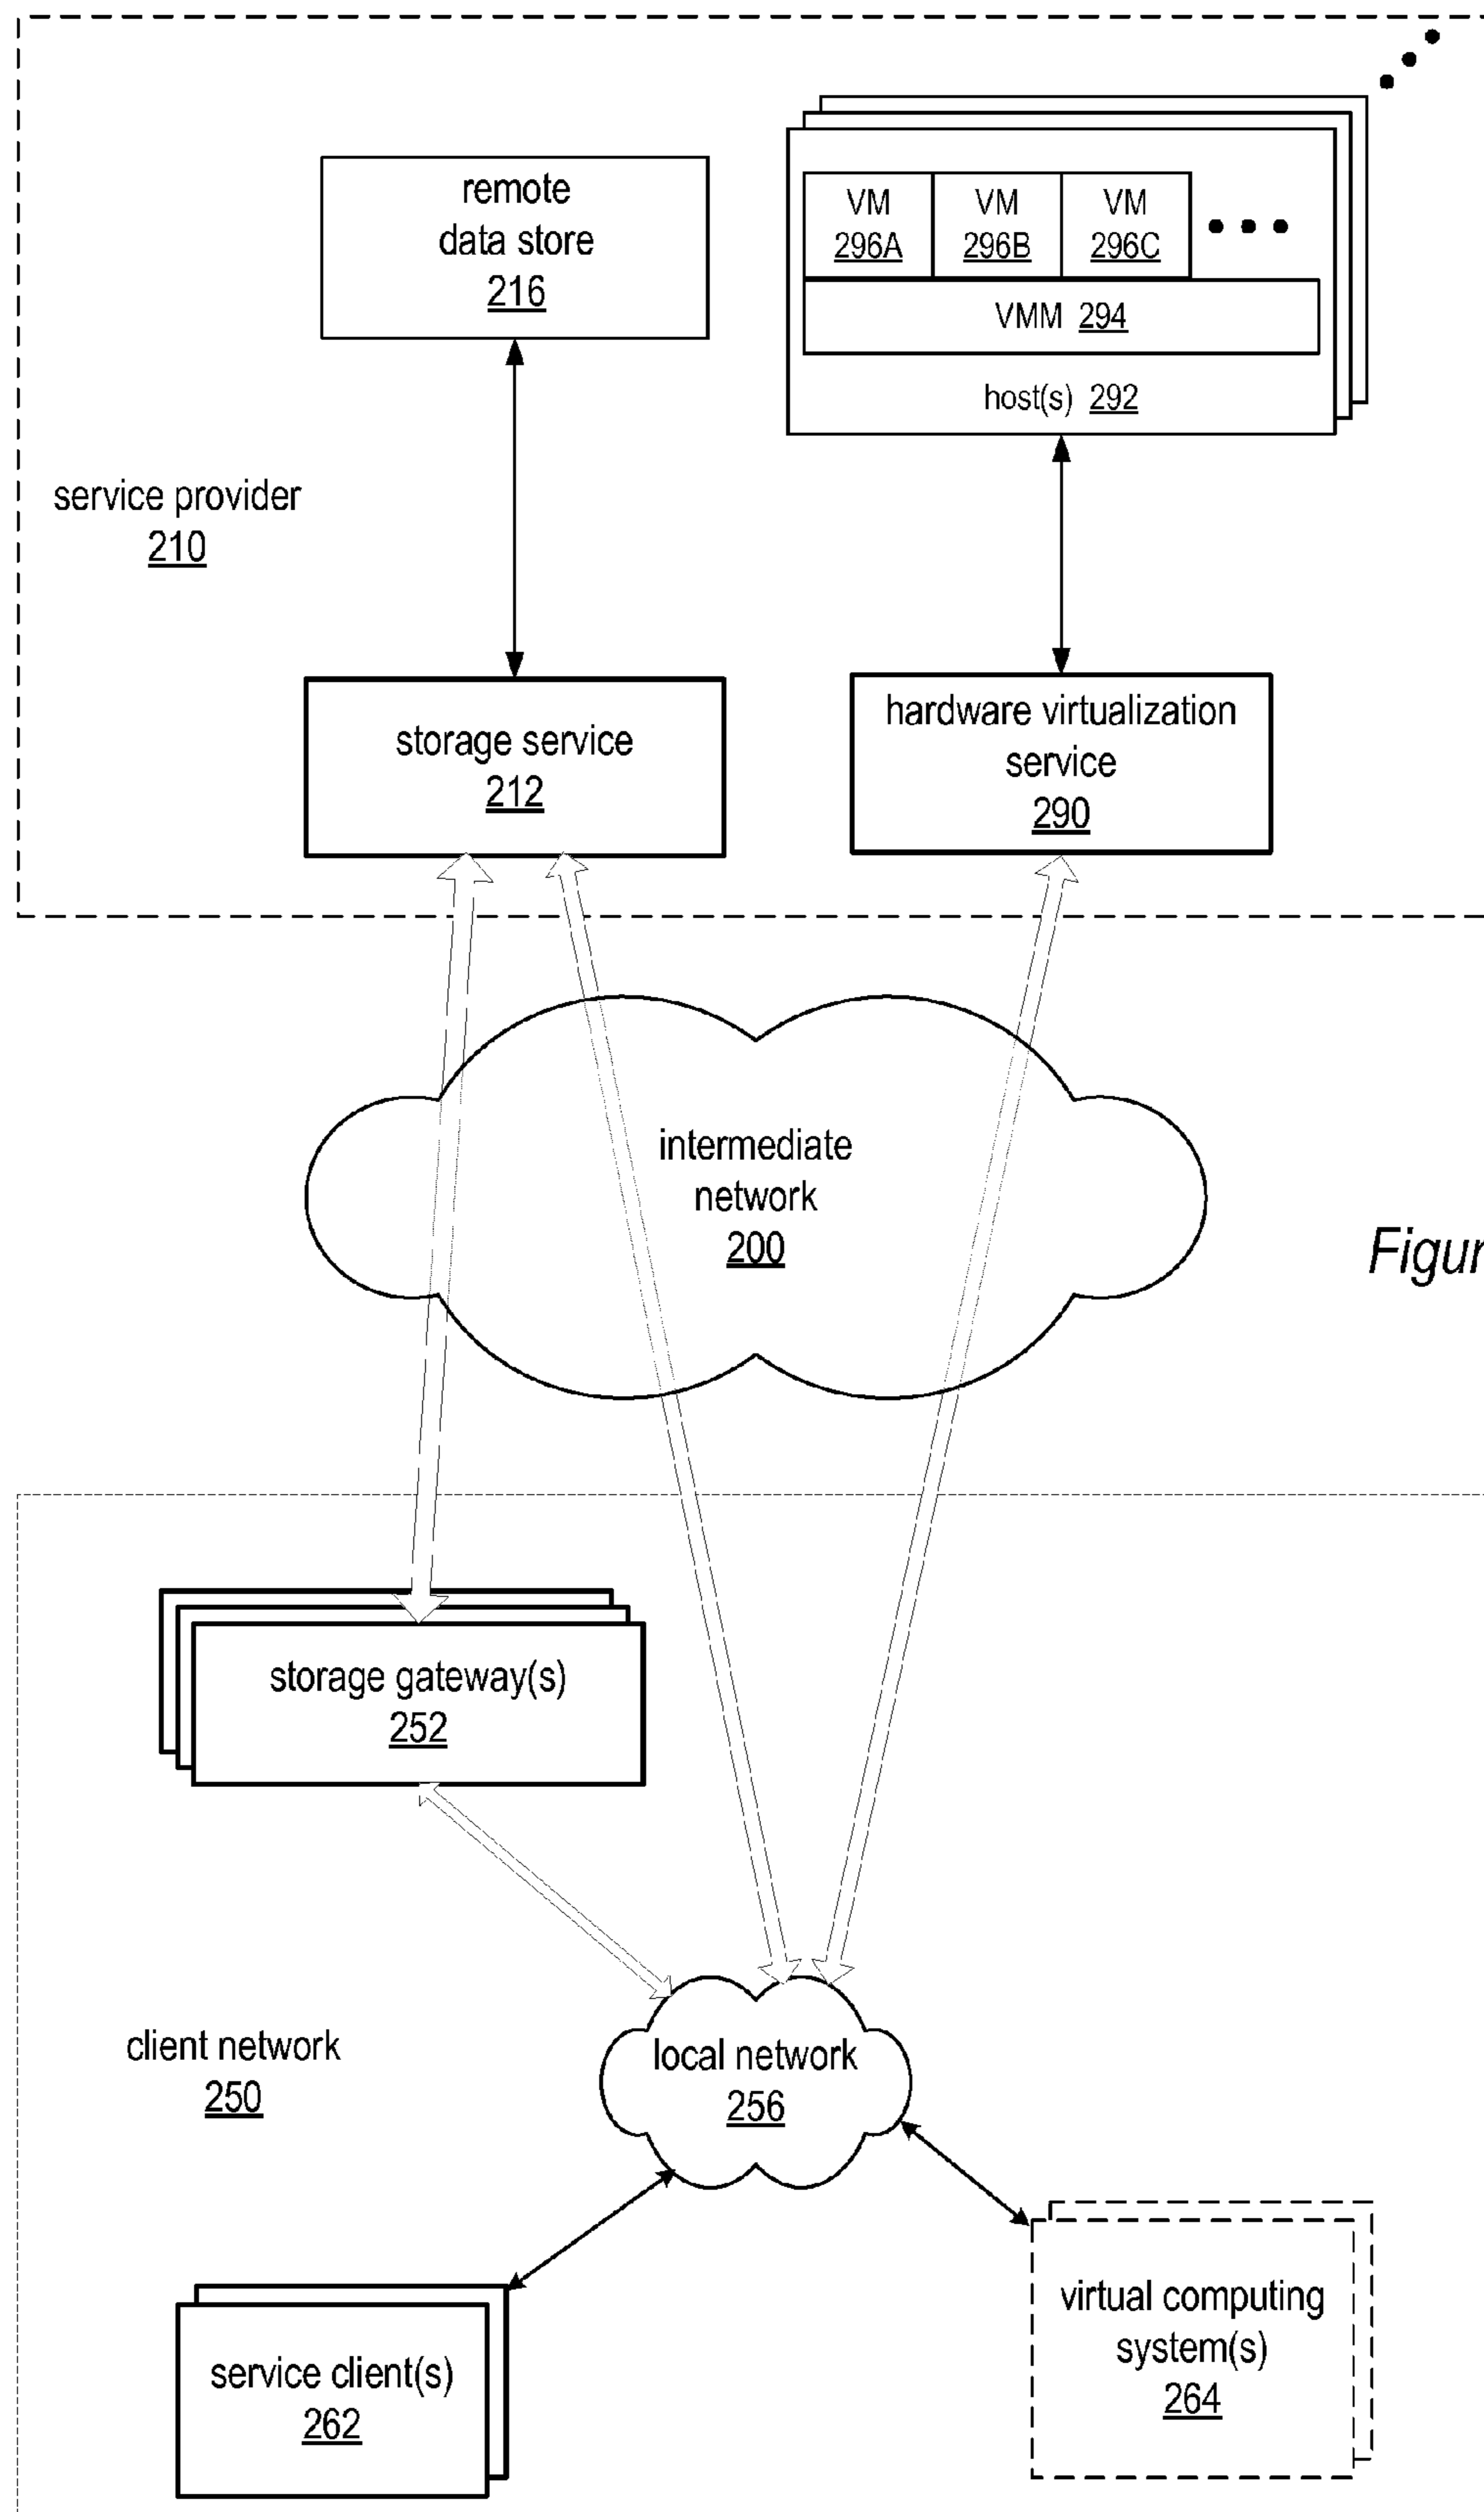 remote
data store
216
VM
296A
VM
296B
VM
296C
VMM 294
host(s) 292
service provider
210
storage service
212
hardware virtualization
service
290
intermediate
network
200
Figur
storage gateway(s)
252
client network
250
local network
256
service client(s)
262
virtual computing
system(s)
264